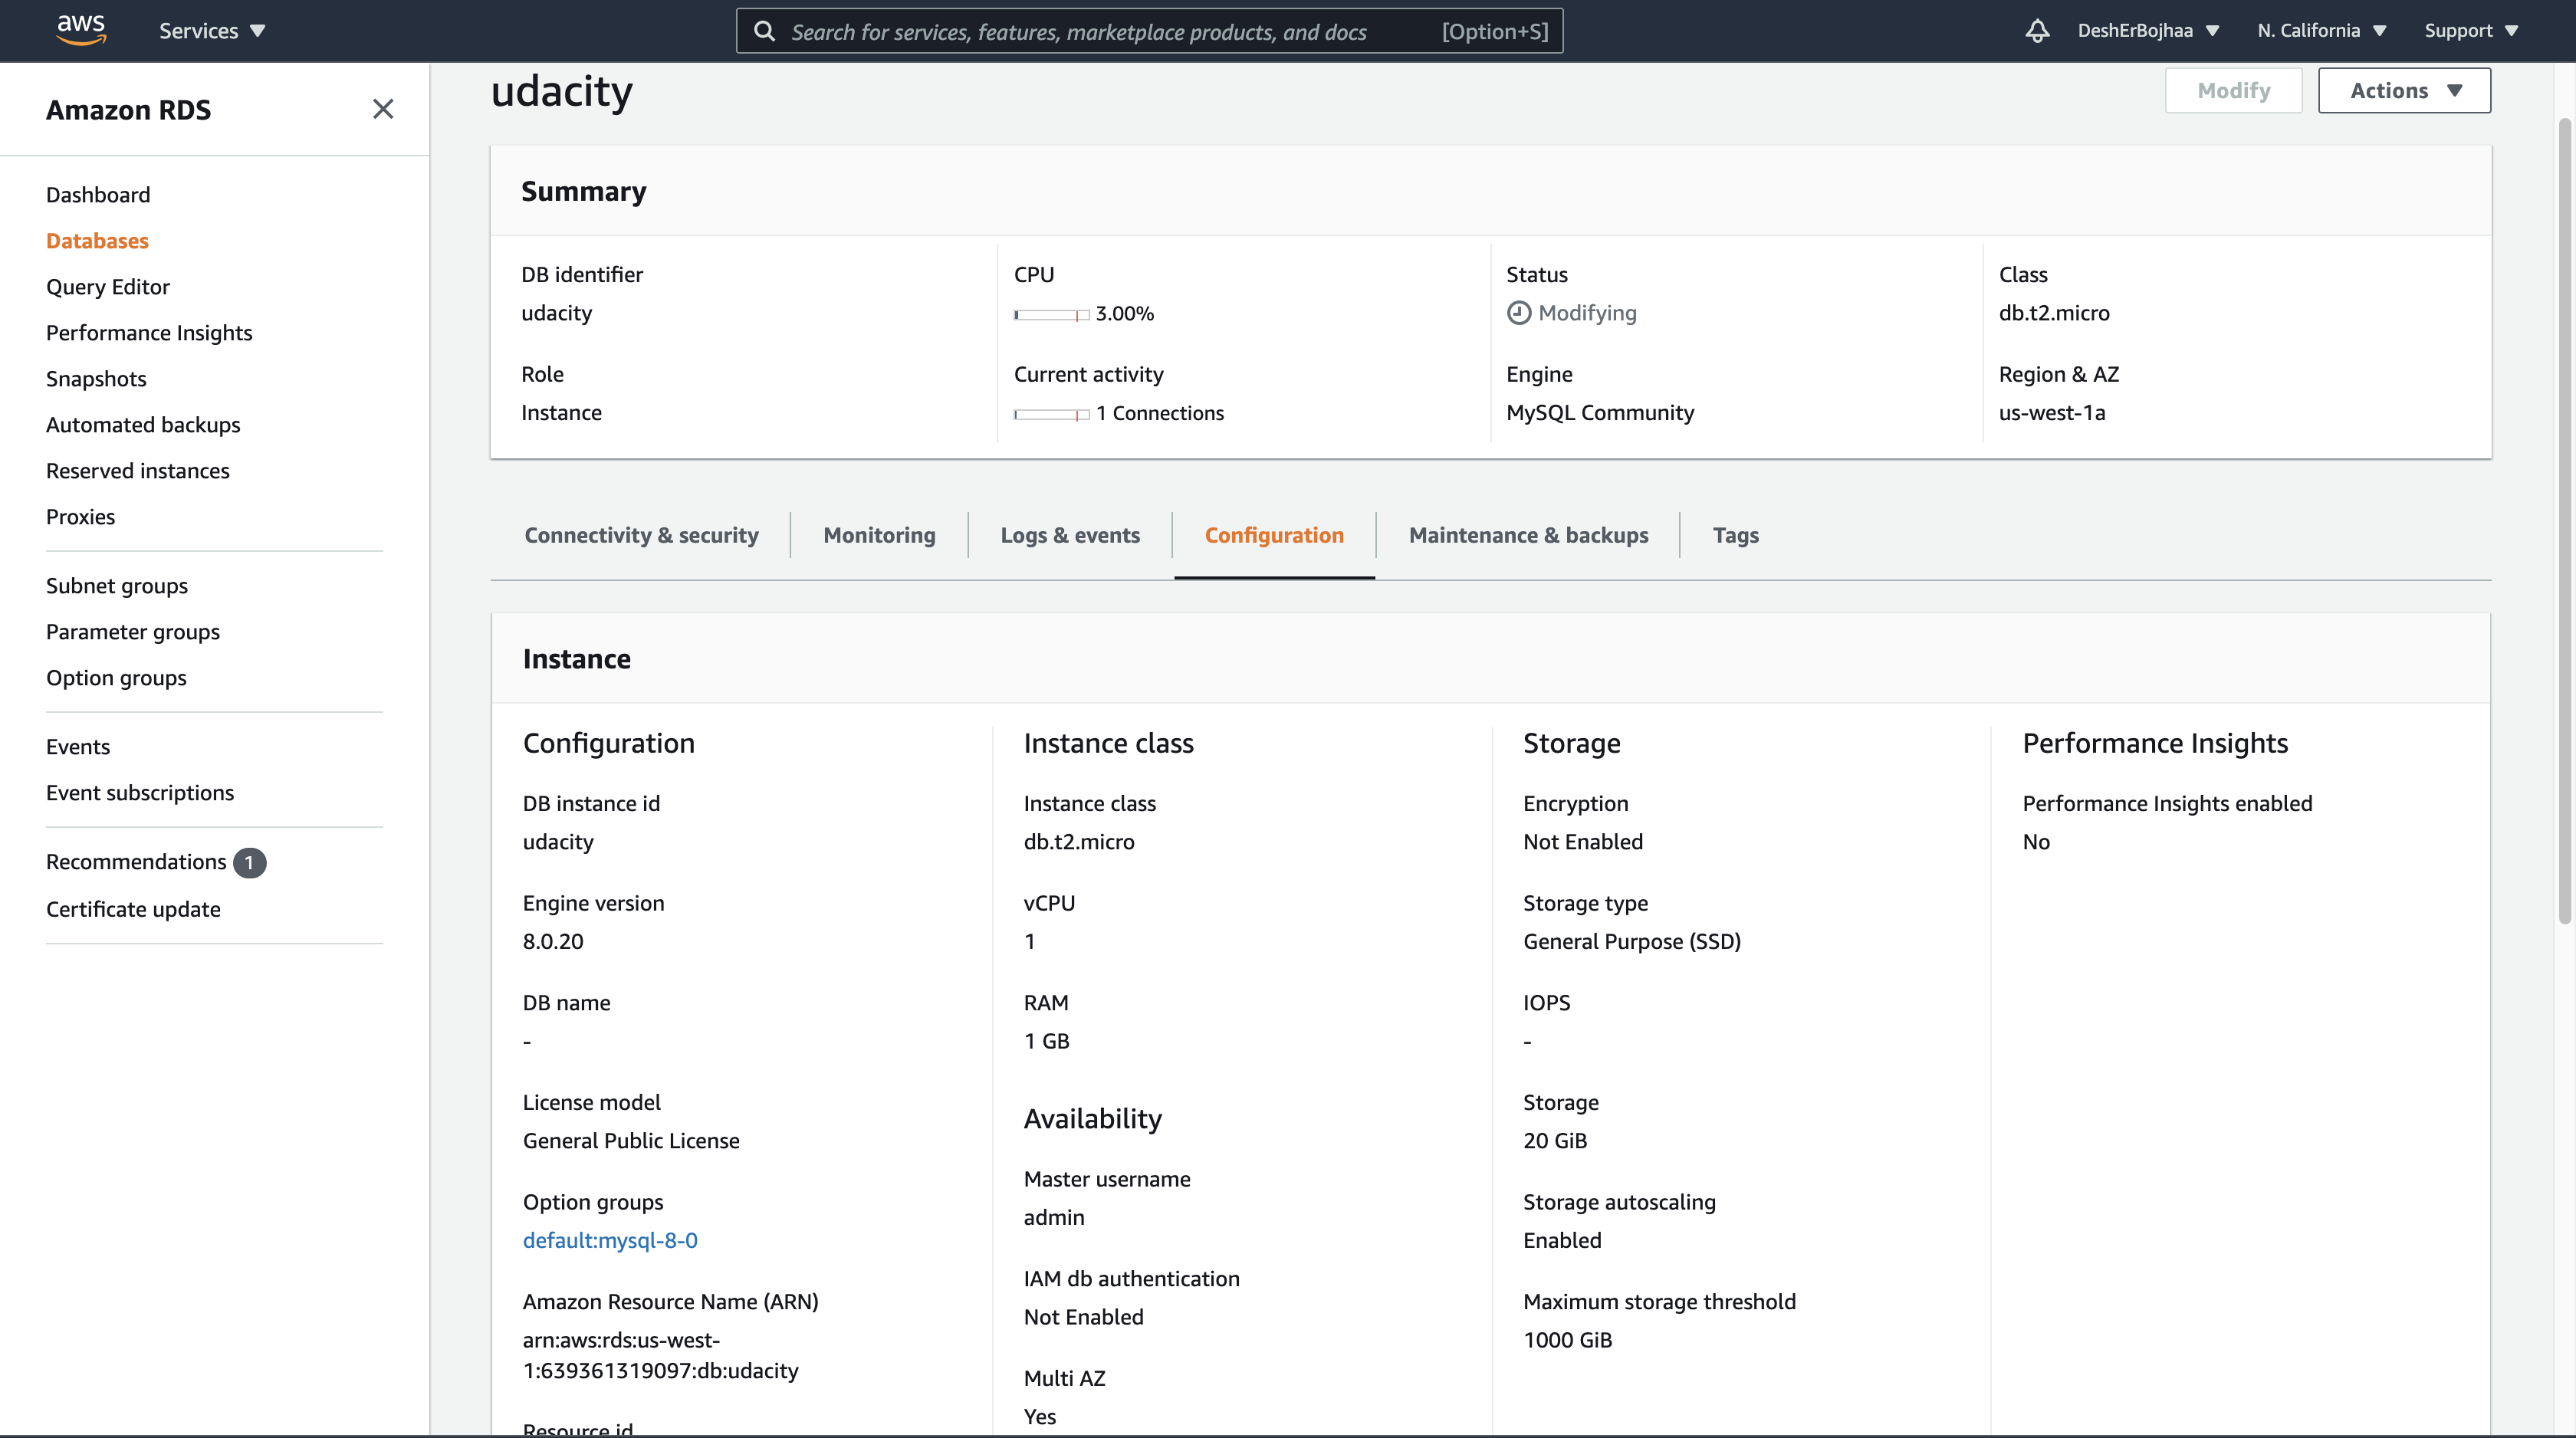 aws
Services
Search for services, features, marketplace products, and docs
[Option+S]
DeshErBojhaa
N. California
Support
Amazon RDS
Dashboard
Databases
Query Editor
Performance Insights
Snapshots
Automated backups
Reserved instances
Proxies
Subnet groups
Parameter groups
Option groups
Events
Event subscriptions
Recommendations 1
Certificate update
udacity
Modify
Actions
Summary
DB identifier
udacity
CPU
3.00%
Status
Modifying
Class
db.t2.micro
Role
Instance
Current activity
1 Connections
Engine
MySQL Community
Region & AZ
us-west-1a
Connectivity & security
Monitoring
Logs & events
Configuration
Maintenance & backups
Tags
Instance
Configuration
DB instance id
udacity
Engine version
8.0.20
DB name
-
License model
General Public License
Option groups
default:mysql-8-0
Amazon Resource Name (ARN)
arn:aws:rds:us-west-
1:639361319097:db:udacity
Resource id
Instance class
Instance class
db.t2.micro
vCPU
1
RAM
1 GB
Availability
Master username
admin
IAM db authentication
Not Enabled
Multi AZ
Yes
Storage
Encryption
Not Enabled
Storage type
General Purpose (SSD)
IOPS
-
Storage
20 GiB
Storage autoscaling
Enabled
Maximum storage threshold
1000 GiB
Performance Insights
Performance Insights enabled
No